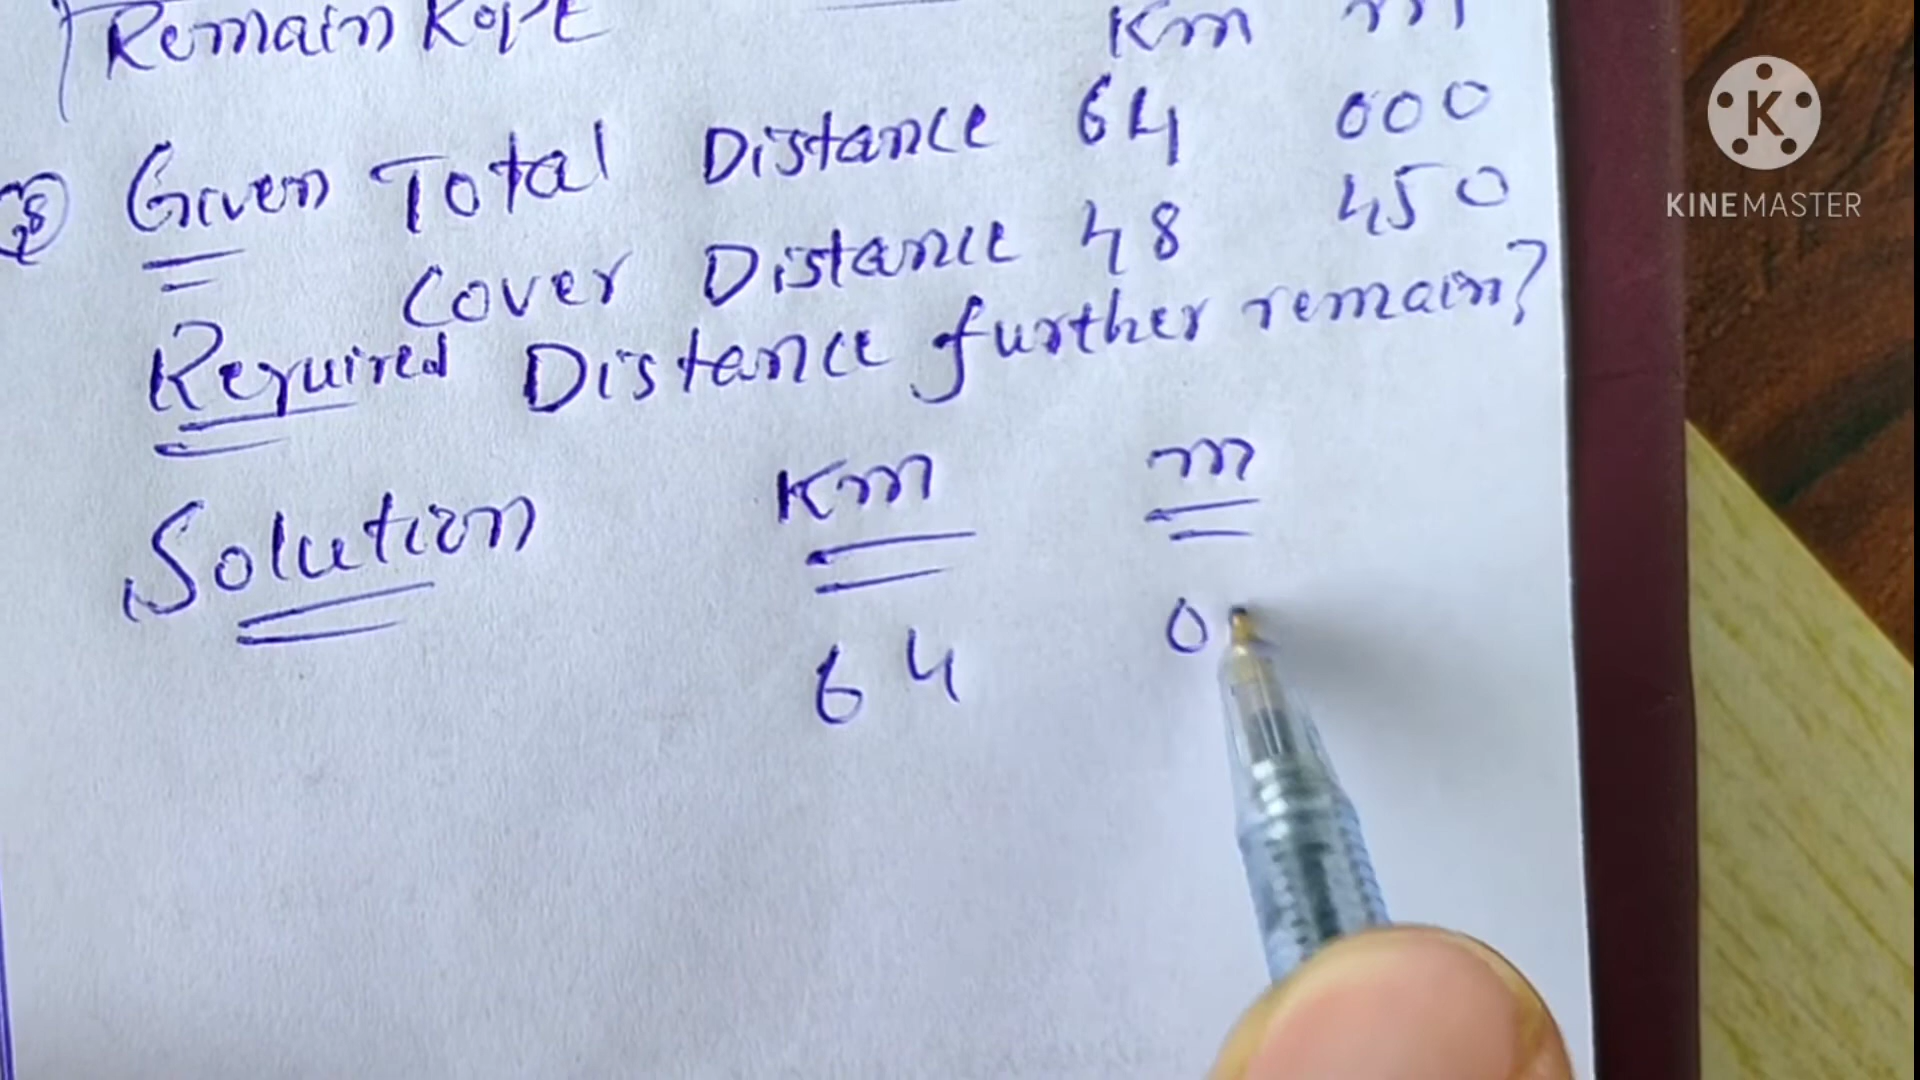 Remain Rope
Km m
Given Total Distance 64 000
Cover Distance 48 450
Required Distance further remain?
Solution Km m
64 0
K
KINEMASTER